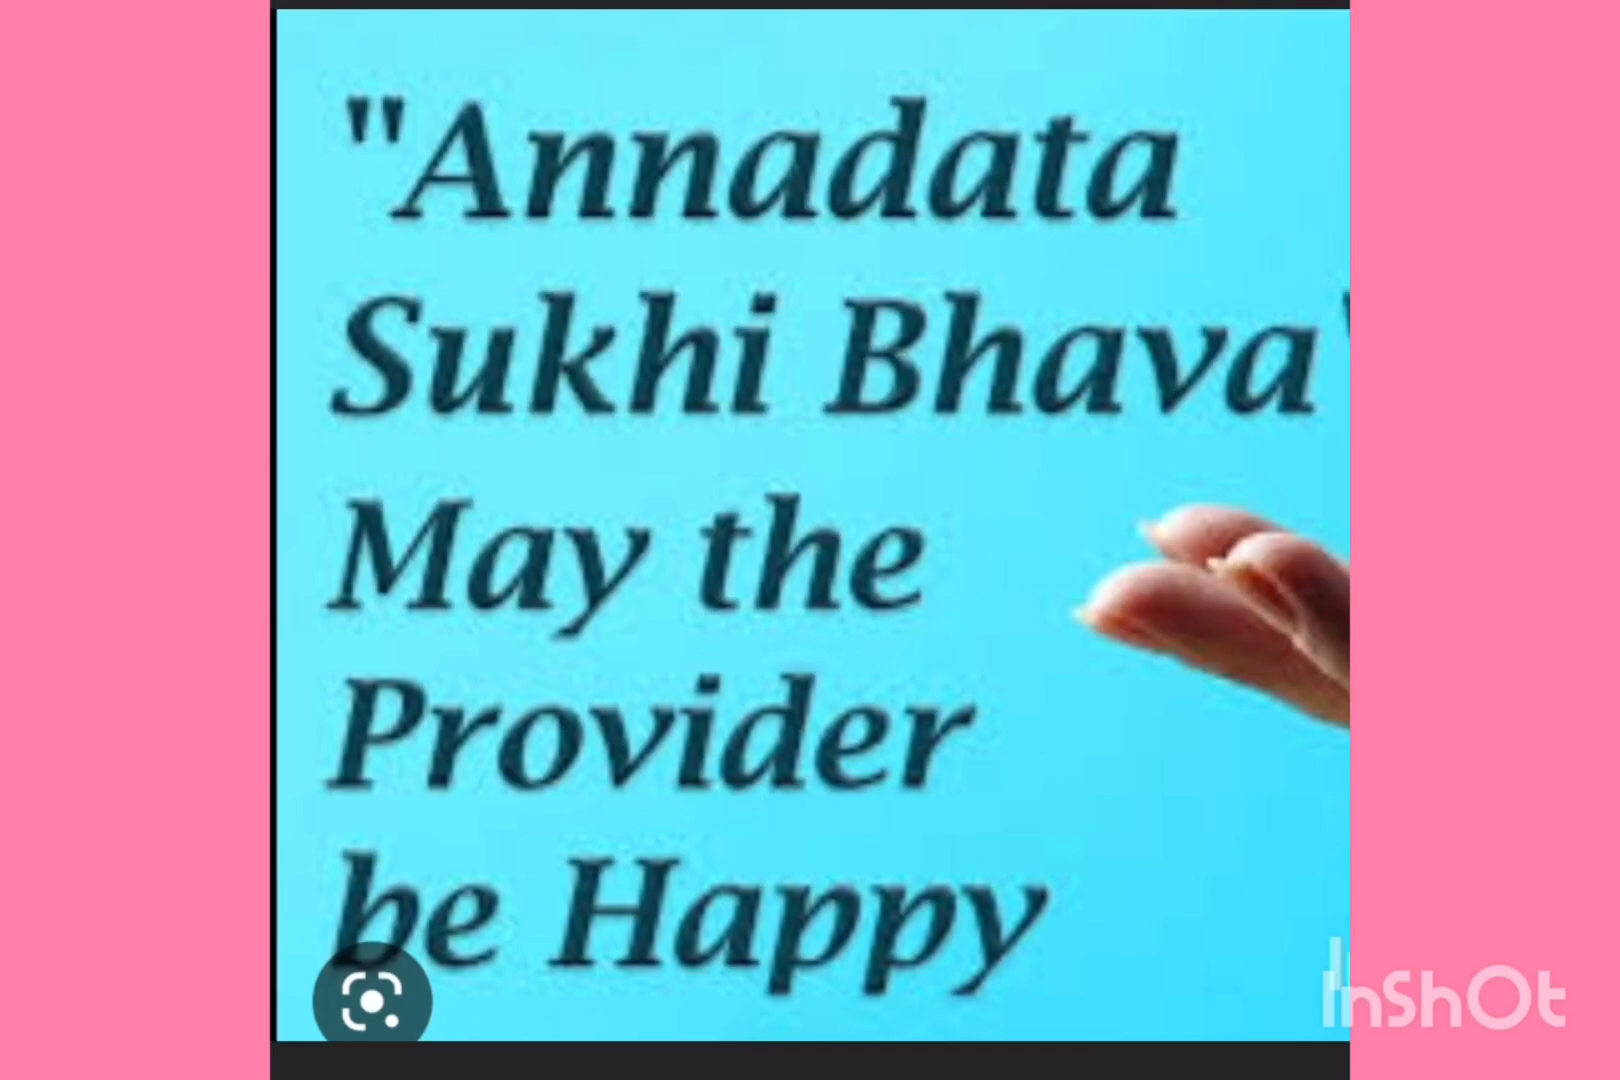 "Annadata
Sukhi Bhava"
May the
Provider
be Happy
InShOt